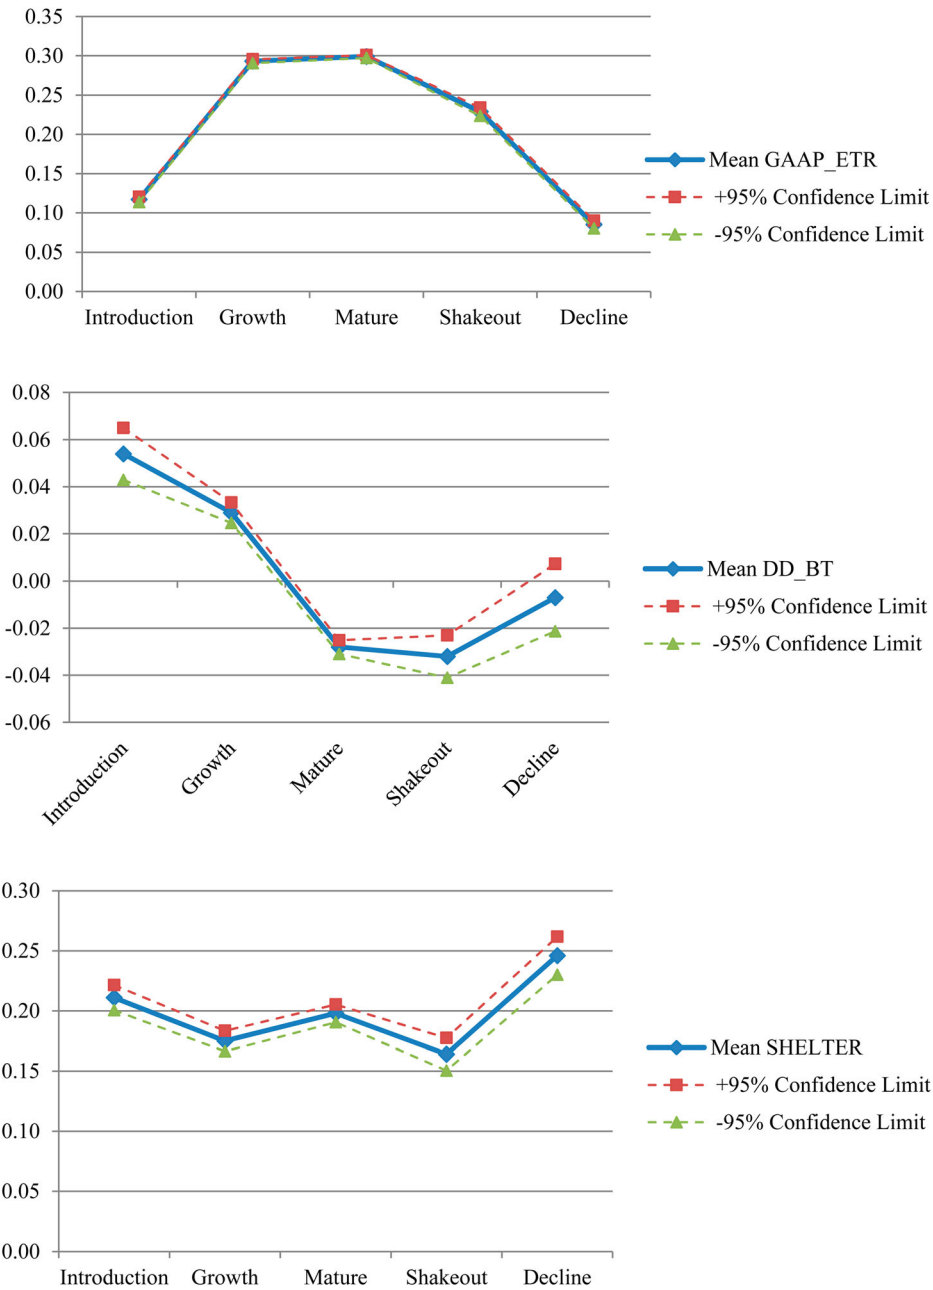 0.35
0.30
0.25
0.20
0.15
0.10
0.05
0.00
Introduction Growth Mature Shakeout Decline
Mean GAAP_ETR
+95% Confidence Limit
-95% Confidence Limit
0.08
0.06
0.04
0.02
0.00
-0.02
-0.04
-0.06
Introduction Growth Mature Shakeout Decline
Mean DD_BT
+95% Confidence Limit
-95% Confidence Limit
0.30
0.25
0.20
0.15
0.10
0.05
0.00
Introduction Growth Mature Shakeout Decline
Mean SHELTER
+95% Confidence Limit
-95% Confidence Limit